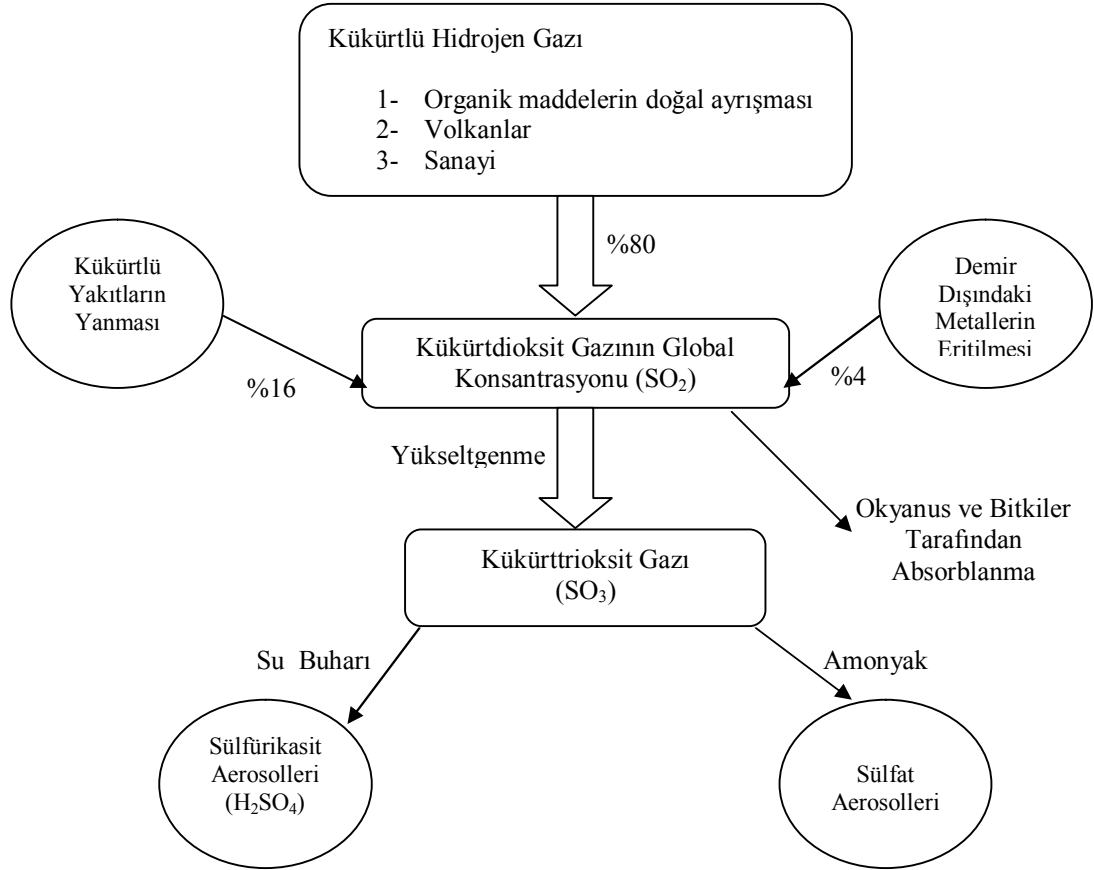 Kükürtlü Hidrojen Gazı
1- Organik maddelerin doğal ayrışması
2- Volkanlar
3- Sanayi
%80
Kükürtlü
Yakıtların
Yanması
%16
Demir
Dışındaki
Metallerin
Eritilmesi
%4
Kükürtdioksit Gazının Global
Konsantrasyonu (SO₂)
Yükseltgenme
Okyanus ve Bitkiler
Tarafından
Absorblanma
Kükürttrioksit Gazı
(SO₃)
Su Buharı
Amonyak
Sülfürikasit
Aerosolleri
(H₂SO₄)
Sülfat
Aerosolleri